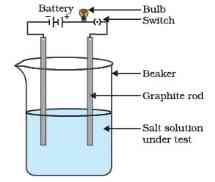 Battery
Bulb
Switch
− +
Beaker
Graphite rod
Salt solution
under test